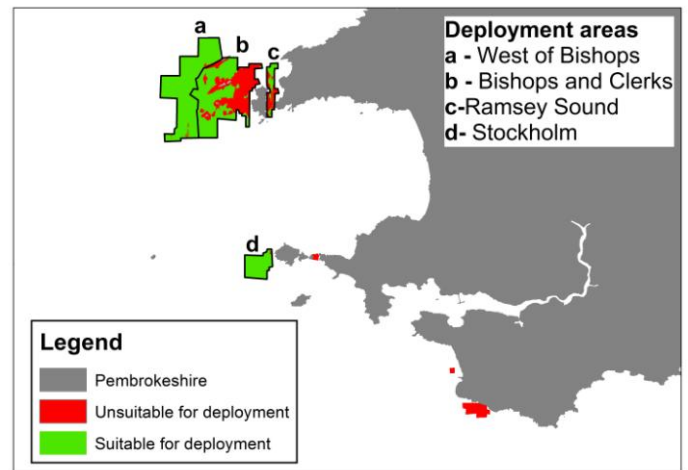 a
b
c
Deployment areas
a - West of Bishops
b - Bishops and Clerks
c-Ramsey Sound
d- Stockholm
d
Legend
Pembrokeshire
Unsuitable for deployment
Suitable for deployment